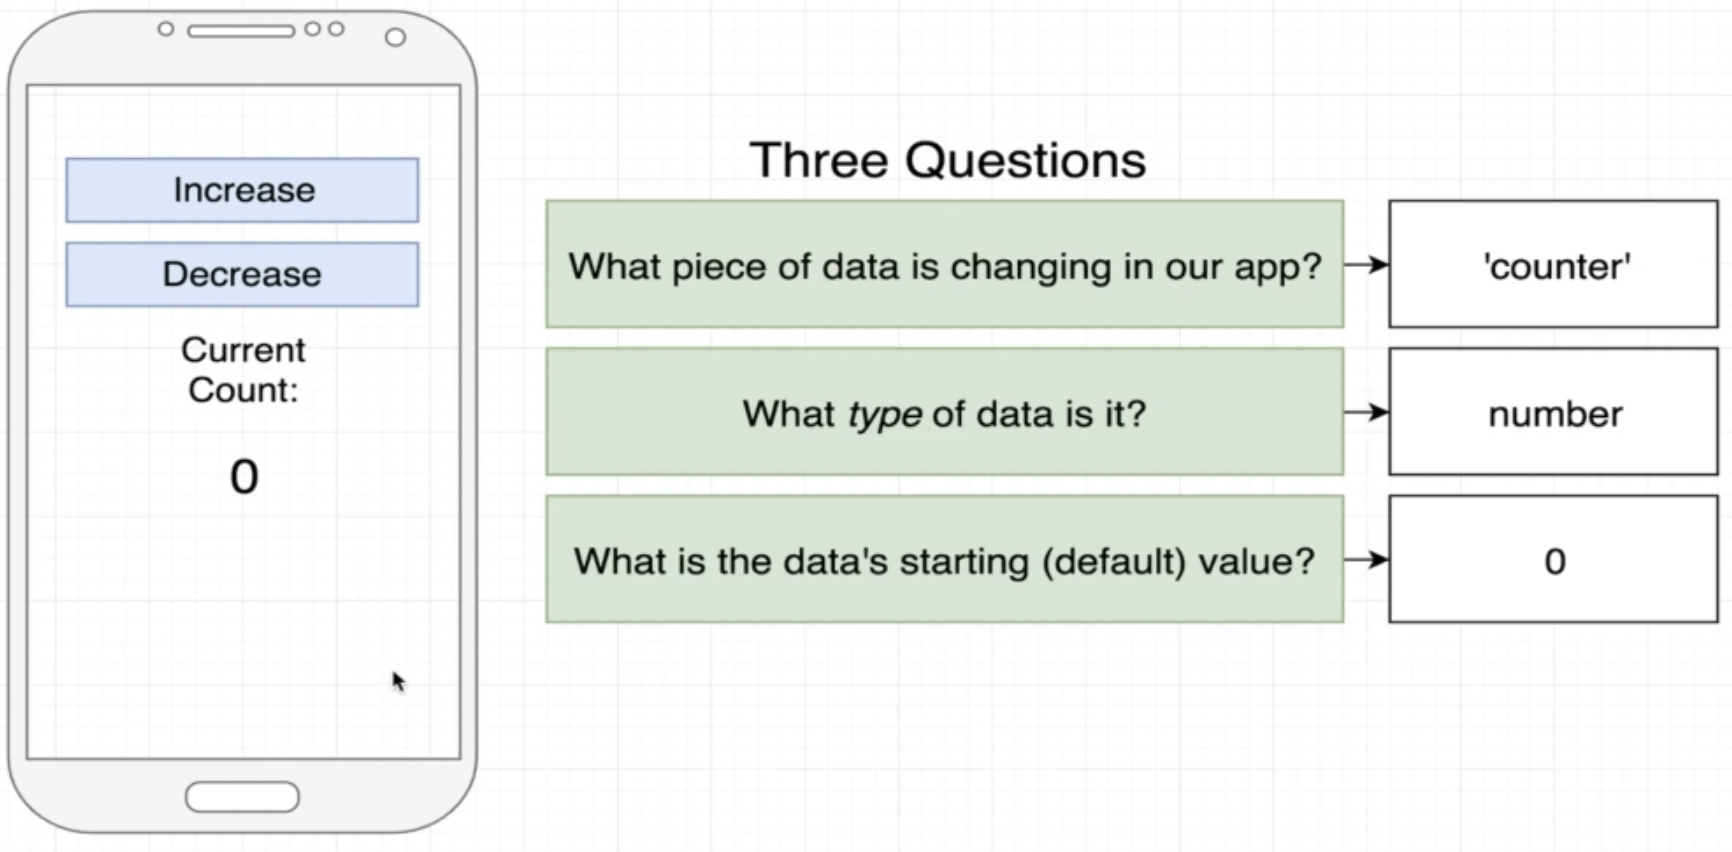 Increase
Decrease
Current
Count:
0
Three Questions
What piece of data is changing in our app?
'counter'
What type of data is it?
number
What is the data's starting (default) value?
0